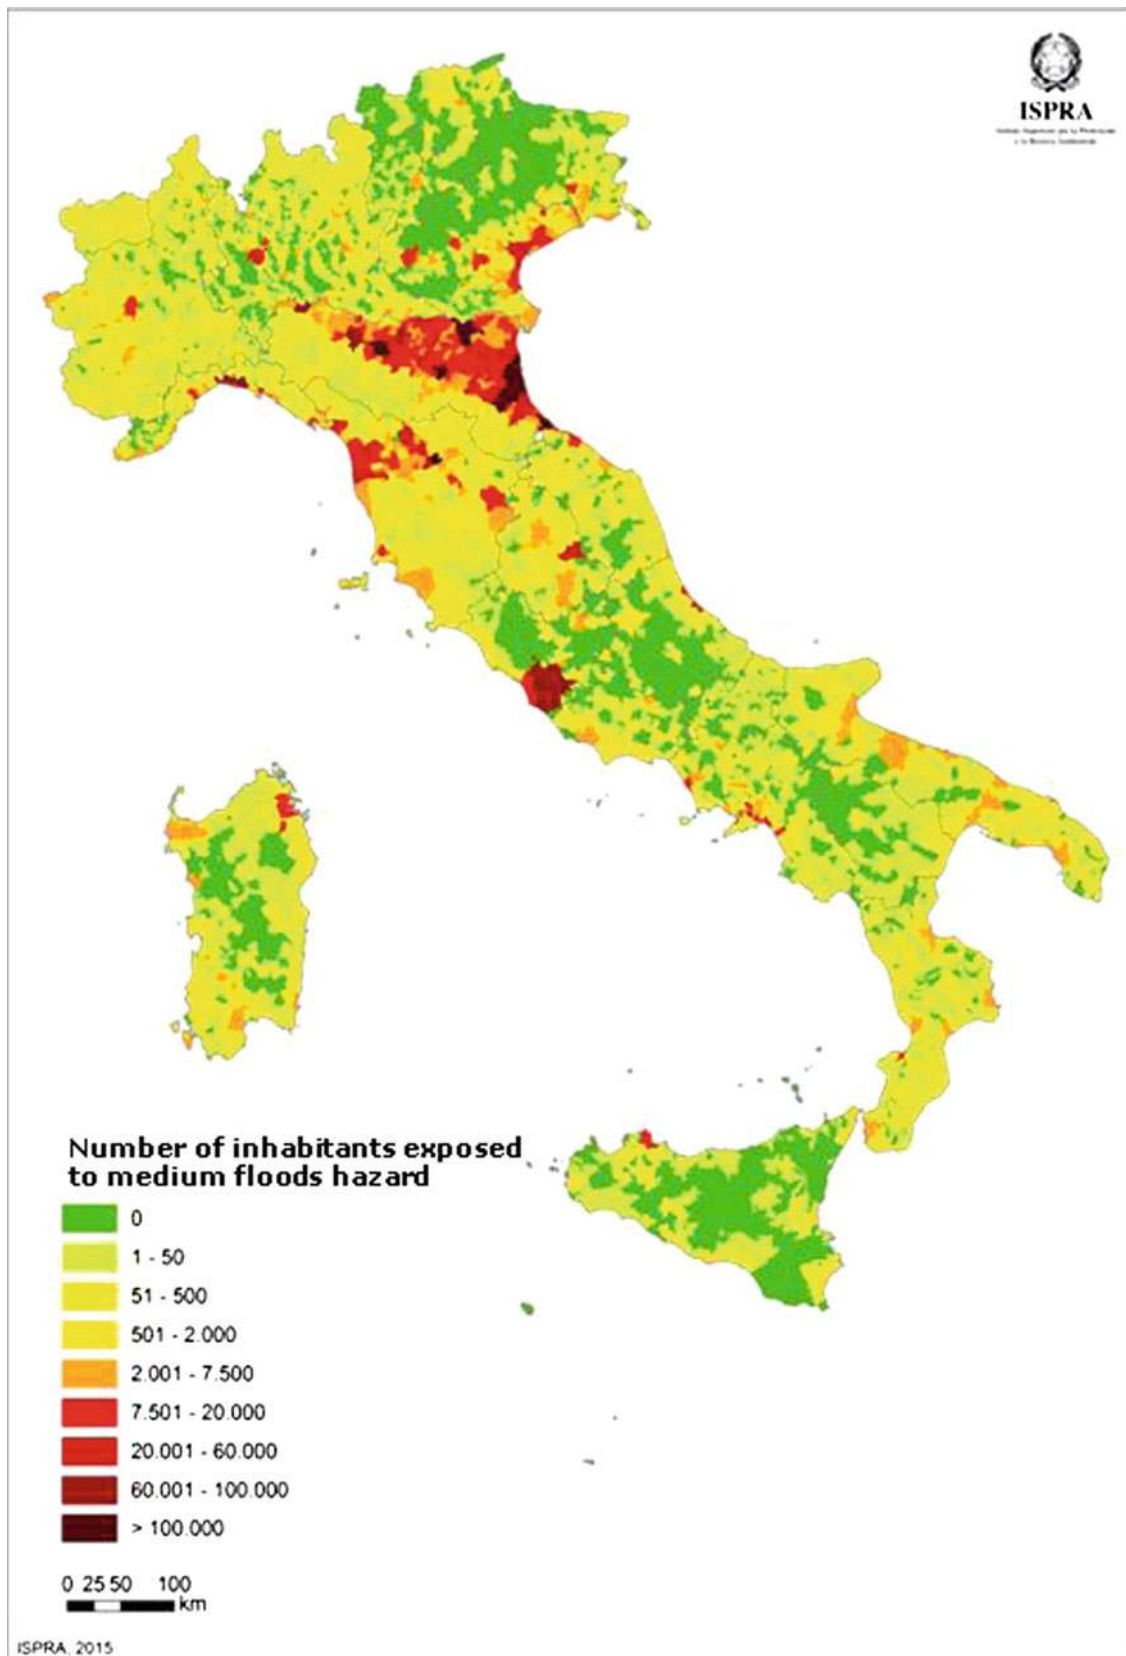 ISPRA
Number of inhabitants exposed
to medium floods hazard
0
1 - 50
51 - 500
501 - 2.000
2.001 - 7.500
7.501 - 20.000
20.001 - 60.000
60.001 - 100.000
> 100.000
0 25 50 100
km
ISPRA, 2015